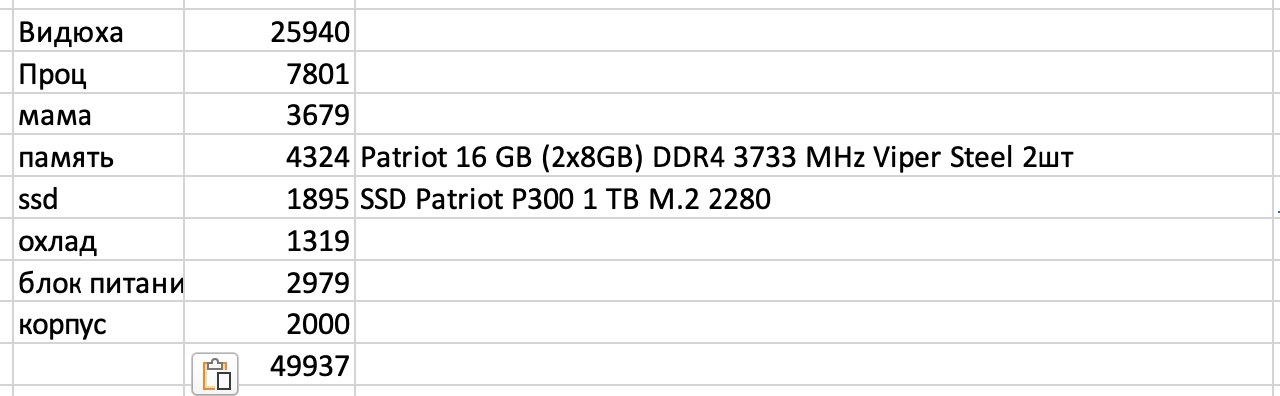 Видюха 25940
Проц 7801
мама 3679
память 4324 Patriot 16 GB (2x8GB) DDR4 3733 MHz Viper Steel 2шт
ssd 1895 SSD Patriot P300 1 TB M.2 2280
охлад 1319
блок питани 2979
корпус 2000
49937